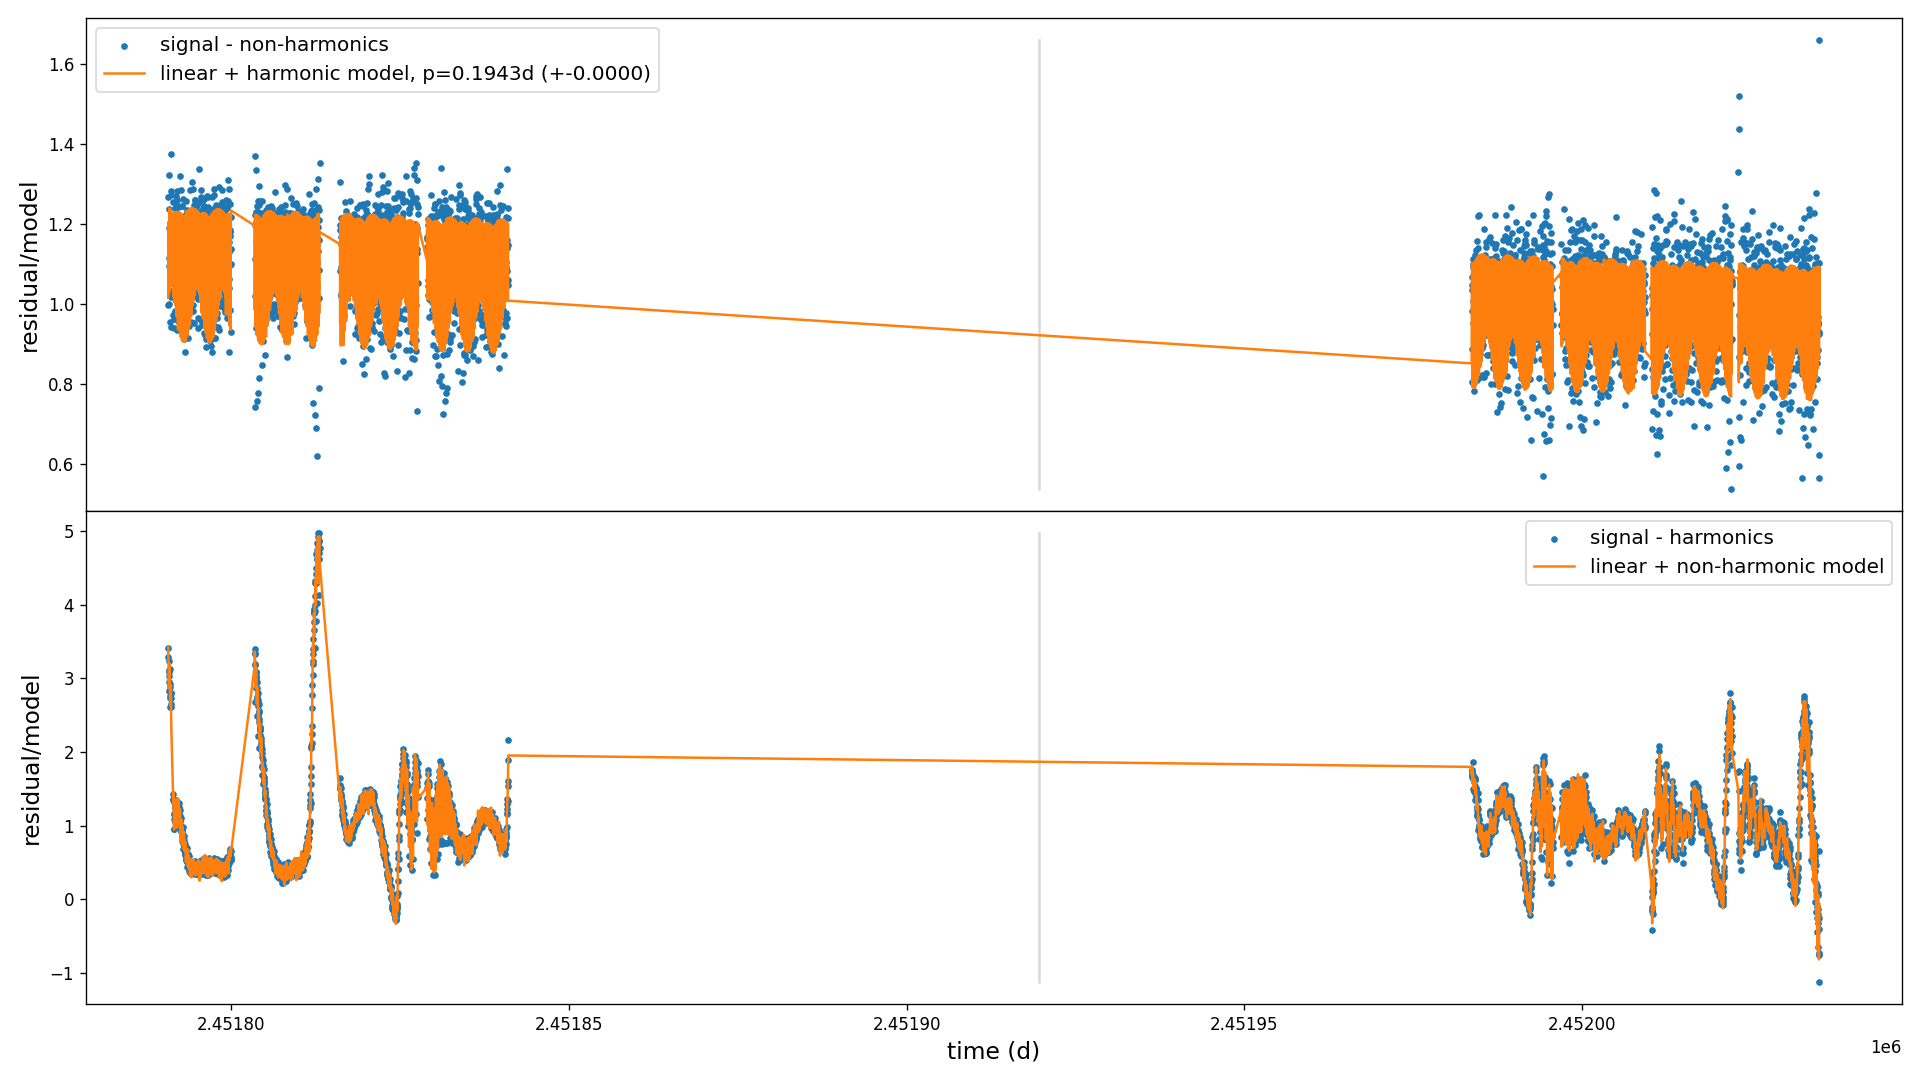 signal - non-harmonics
linear + harmonic model, p=0.1943d (+-0.0000)
residual/model
1.6
1.4
1.2
1.0
0.8
0.6
signal - harmonics
linear + non-harmonic model
residual/model
5
4
3
2
1
0
−1
2.45180
2.45185
2.45190
2.45195
2.45200
time (d)
1e6